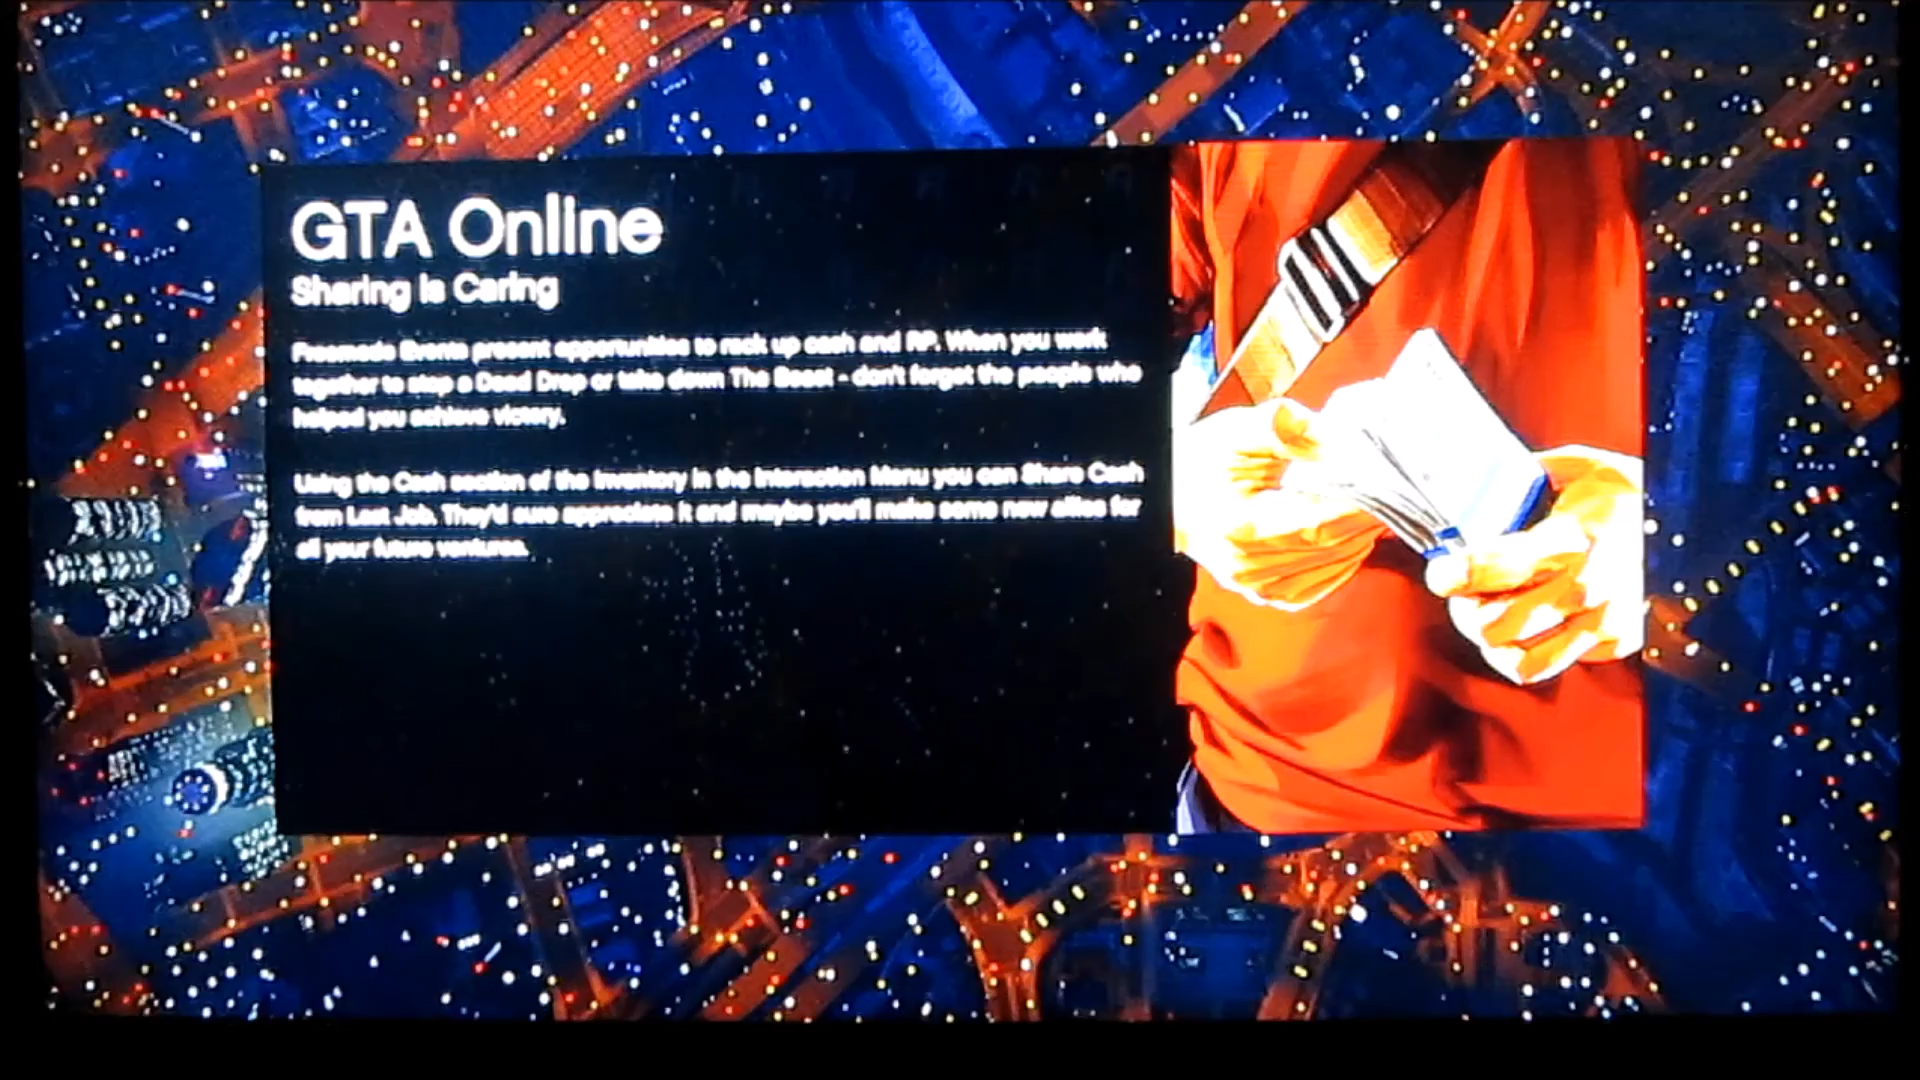 GTA Online
Sharing is Caring
Freemode Events present opportunities to rack up cash and RP. When you work
together to stop a Dead Drop or take down The Beast - don't forget the people who
helped you achieve victory.
Using the Cash section of the Inventory in the Interaction Menu you can Share Cash
from Last Job. They'd sure appreciate it and maybe you'll make some new allies for
all your future ventures.